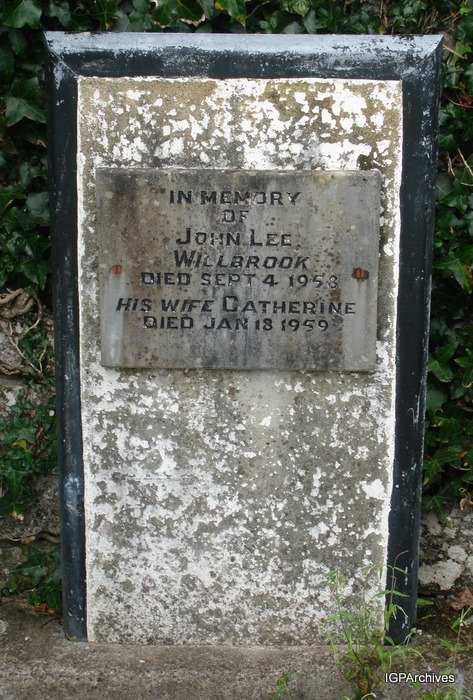 IN MEMORY
OF
JOHN LEE
WILLBROOK
DIED SEPT 4 1958
HIS WIFE CATHERINE
DIED JAN 18 1959
IGPArchives